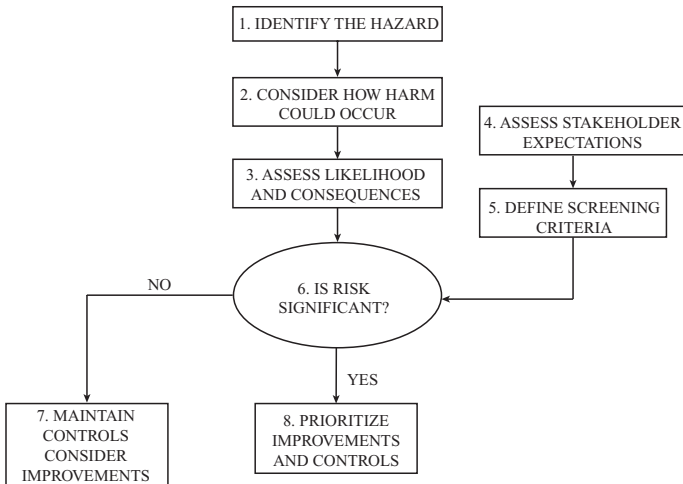 1. IDENTIFY THE HAZARD
2. CONSIDER HOW HARM
COULD OCCUR
4. ASSESS STAKEHOLDER
EXPECTATIONS
3. ASSESS LIKELIHOOD
AND CONSEQUENCES
5. DEFINE SCREENING
CRITERIA
6. IS RISK
SIGNIFICANT?
NO
YES
7. MAINTAIN
CONTROLS
CONSIDER
IMPROVEMENTS
8. PRIORITIZE
IMPROVEMENTS
AND CONTROLS